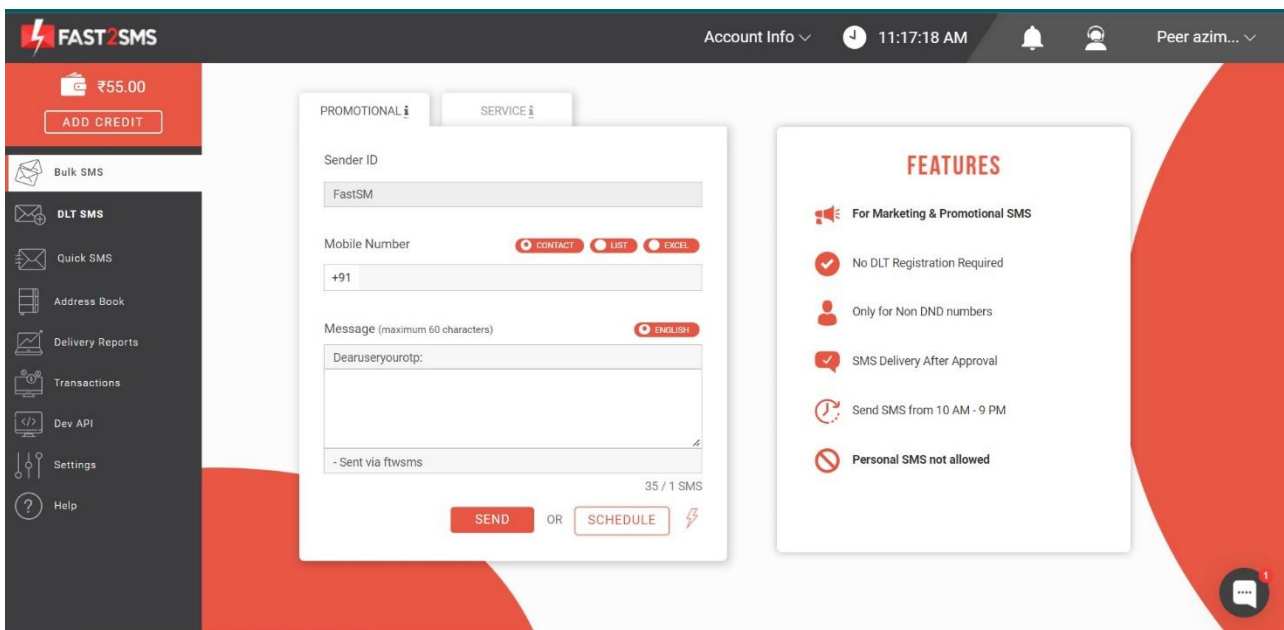 FAST2SMS
Account Info
11:17:18 AM
Peer azim...
₹55.00
ADD CREDIT
Bulk SMS
DLT SMS
Quick SMS
Address Book
Delivery Reports
Transactions
Dev API
Settings
Help
PROMOTIONAL i
SERVICE i
Sender ID
FastSM
Mobile Number
CONTACT LIST EXCEL
+91
Message (maximum 60 characters)
ENGLISH
Dearuseryourotp:
- Sent via ftwsms
35 / 1 SMS
SEND OR SCHEDULE
FEATURES
For Marketing & Promotional SMS
No DLT Registration Required
Only for Non DND numbers
SMS Delivery After Approval
Send SMS from 10 AM - 9 PM
Personal SMS not allowed
1